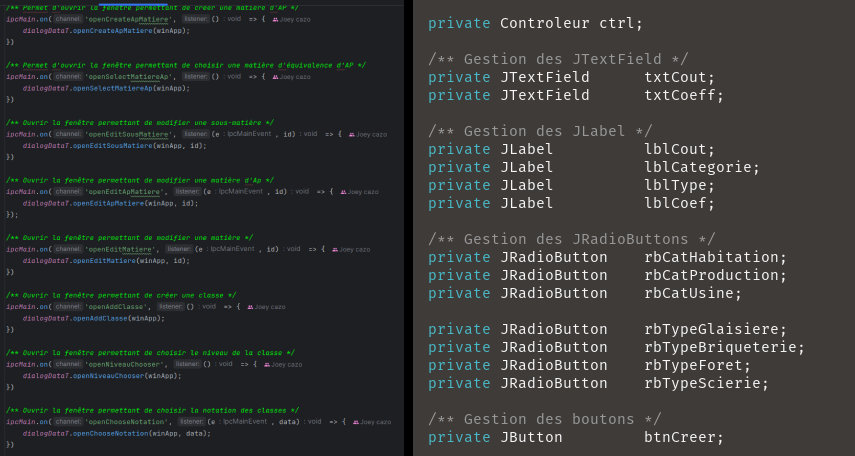 /** Permet d'ouvrir la fenêtre permettant de créer une matière d'AP */
ipcMain.on( channel: 'openCreateApMatiere', listener: () : void => { Joey cazo
dialogDataT.openCreateApMatiere(winApp);
})
/** Permet d'ouvrir la fenêtre permettant de choisir une matière d'équivalence d'AP */
ipcMain.on( channel: 'openSelectMatiereAp', listener: () : void => { Joey cazo
dialogDataT.openSelectMatiereAp(winApp);
})
/** Ouvrir la fenêtre permettant de modifier une sous-matière */
ipcMain.on( channel: 'openEditSousMatiere', listener: (e : IpcMainEvent , id) : void => { Joey cazo
dialogDataT.openEditSousMatiere(winApp, id);
})
/** Ouvrir la fenêtre permettant de modifier une matière d'Ap */
ipcMain.on( channel: 'openEditApMatiere', listener: (e : IpcMainEvent , id) : void => { Joey cazo
dialogDataT.openEditApMatiere(winApp, id);
});
/** Ouvrir la fenêtre permettant de modifier une matière */
ipcMain.on( channel: 'openEditMatiere', listener: (e : IpcMainEvent , id) : void => { Joey cazo
dialogDataT.openEditMatiere(winApp, id);
})
/** Ouvrir la fenêtre permettant de créer une classe */
ipcMain.on( channel: 'openAddClasse', listener: () : void => { Joey cazo
dialogDataT.openAddClasse(winApp);
})
/** Ouvrir la fenêtre permettant de choisir le niveau de la classe */
ipcMain.on( channel: 'openNiveauChooser', listener: () : void => { Joey cazo
dialogDataT.openNiveauChooser(winApp);
})
/** Ouvrir la fenêtre permettant de choisir la notation des classes */
ipcMain.on( channel: 'openChooseNotation', listener: (e : IpcMainEvent , data) : void => { Joey cazo
dialogDataT.openChooseNotation(winApp, data);
})
private Controleur ctrl;
/** Gestion des JTextField */
private JTextField txtCout;
private JTextField txtCoeff;
/** Gestion des JLabel */
private JLabel lblCout;
private JLabel lblCategorie;
private JLabel lblType;
private JLabel lblCoef;
/** Gestion des JRadioButtons */
private JRadioButton rbCatHabitation;
private JRadioButton rbCatProduction;
private JRadioButton rbCatUsine;
private JRadioButton rbTypeGlaisiere;
private JRadioButton rbTypeBriqueterie;
private JRadioButton rbTypeForet;
private JRadioButton rbTypeScierie;
/** Gestion des boutons */
private JButton btnCreer;